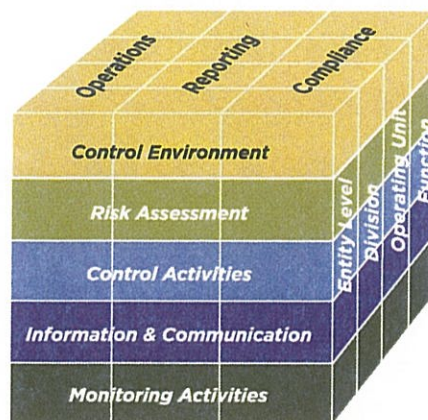 Operations
Reporting
Compliance
Control Environment
Risk Assessment
Control Activities
Information & Communication
Monitoring Activities
Entity Level
Division
Operating Unit
Function